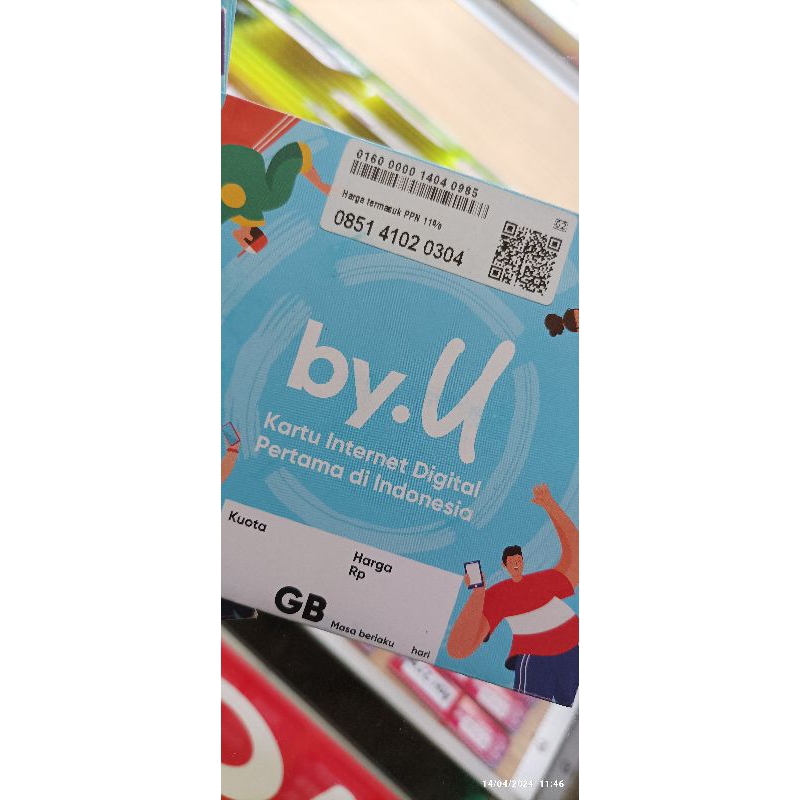 0160 0000 1404 0985
02
Harga termasuk PPN 11%
0851 4102 0304
by.U
Kartu Internet Digital
Pertama di Indonesia
Kuota
Harga
Rp
GB
Masa berlaku hari
14/04/2024 11:46